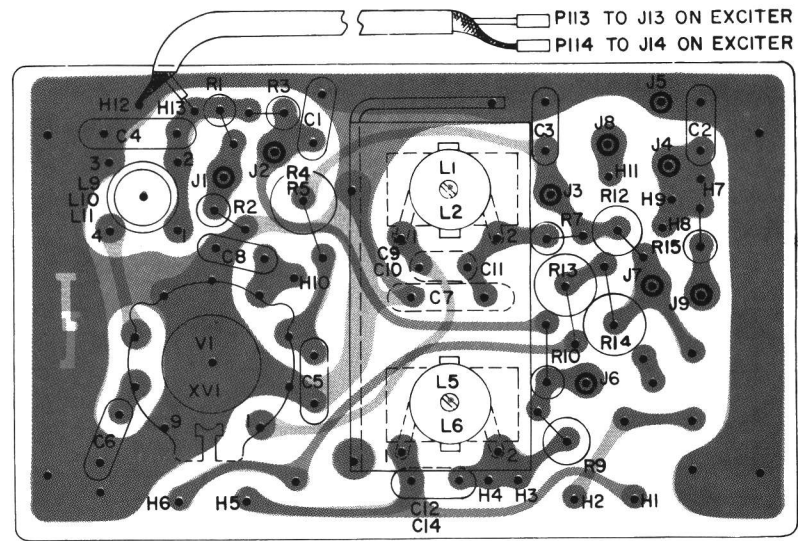 P113 TO J13 ON EXCITER
P114 TO J14 ON EXCITER
H12
H13
R1
R3
C1
C4
J2
J1
3
2
L9
L10
L11
4
1
R2
R4
R5
C8
H10
V1
XV1
9
1
C5
C6
H6
H5
L1
L2
1
2
C9
C10
C11
C7
L5
L6
1
2
C12
C14
H4
H3
C3
J8
J5
C2
J4
H11
J3
R12
H9
H7
R7
H8
R15
R13
J7
J9
R14
R10
J6
R9
H2
H1